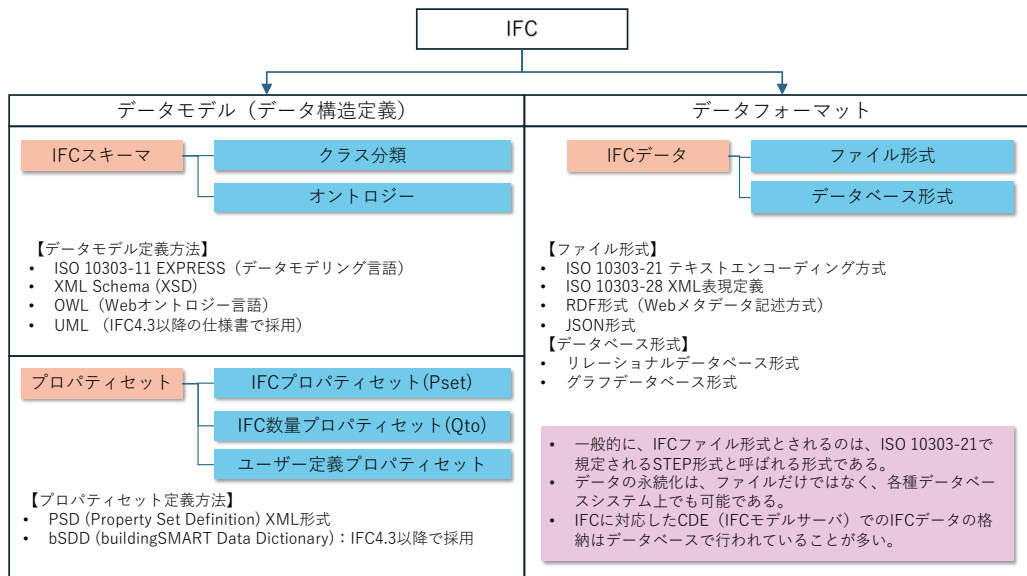 IFC
データモデル（データ構造定義）
IFCスキーマ
クラス分類
オントロジー
【データモデル定義方法】
• ISO 10303-11 EXPRESS（データモデリング言語）
• XML Schema (XSD)
• OWL（Webオントロジー言語）
• UML （IFC4.3以降の仕様書で採用）
プロパティセット
IFCプロパティセット(Pset)
IFC数量プロパティセット(Qto)
ユーザー定義プロパティセット
【プロパティセット定義方法】
• PSD (Property Set Definition) XML形式
• bSDD (buildingSMART Data Dictionary)：IFC4.3以降で採用
データフォーマット
IFCデータ
ファイル形式
データベース形式
【ファイル形式】
• ISO 10303-21 テキストエンコーディング方式
• ISO 10303-28 XML表現定義
• RDF形式（Webメタデータ記述方式）
• JSON形式
【データベース形式】
• リレーショナルデータベース形式
• グラフデータベース形式
• 一般的に、IFCファイル形式とされるのは、ISO 10303-21で
規定されるSTEP形式と呼ばれる形式である。
• データの永続化は、ファイルだけではなく、各種データベー
スシステム上でも可能である。
• IFCに対応したCDE（IFCモデルサーバ）でのIFCデータの格
納はデータベースで行われていることが多い。